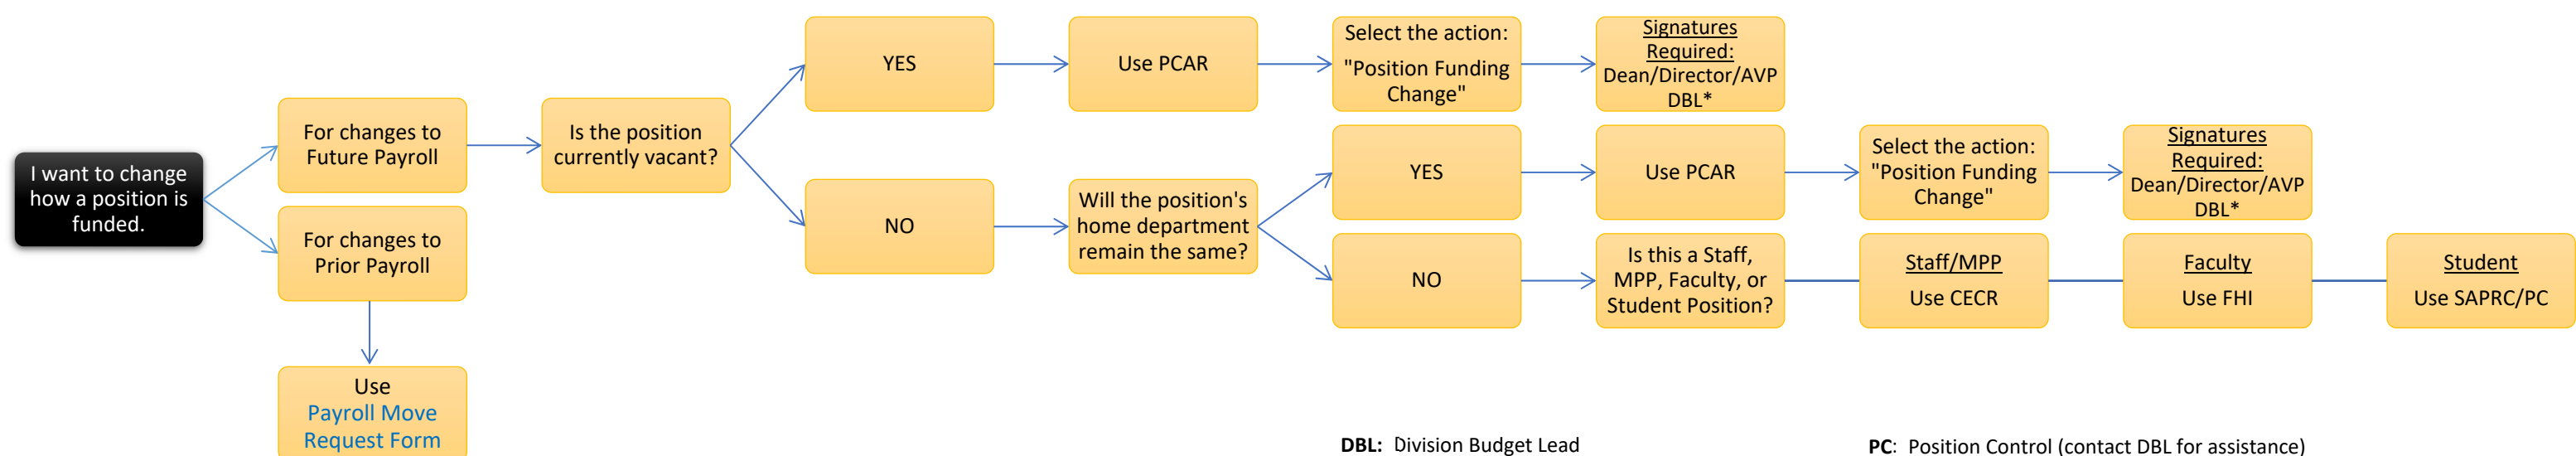 I want to change
how a position is
funded.
For changes to
Future Payroll
For changes to
Prior Payroll
Use
Payroll Move
Request Form
Is the position
currently vacant?
YES
Use PCAR
Select the action:
"Position Funding
Change"
Signatures
Required:
Dean/Director/AVP
DBL*
NO
Will the position's
home department
remain the same?
YES
Use PCAR
Select the action:
"Position Funding
Change"
Signatures
Required:
Dean/Director/AVP
DBL*
NO
Is this a Staff,
MPP, Faculty, or
Student Position?
Staff/MPP
Use CECR
Faculty
Use FHI
Student
Use SAPRC/PC
DBL: Division Budget Lead
PC: Position Control (contact DBL for assistance)